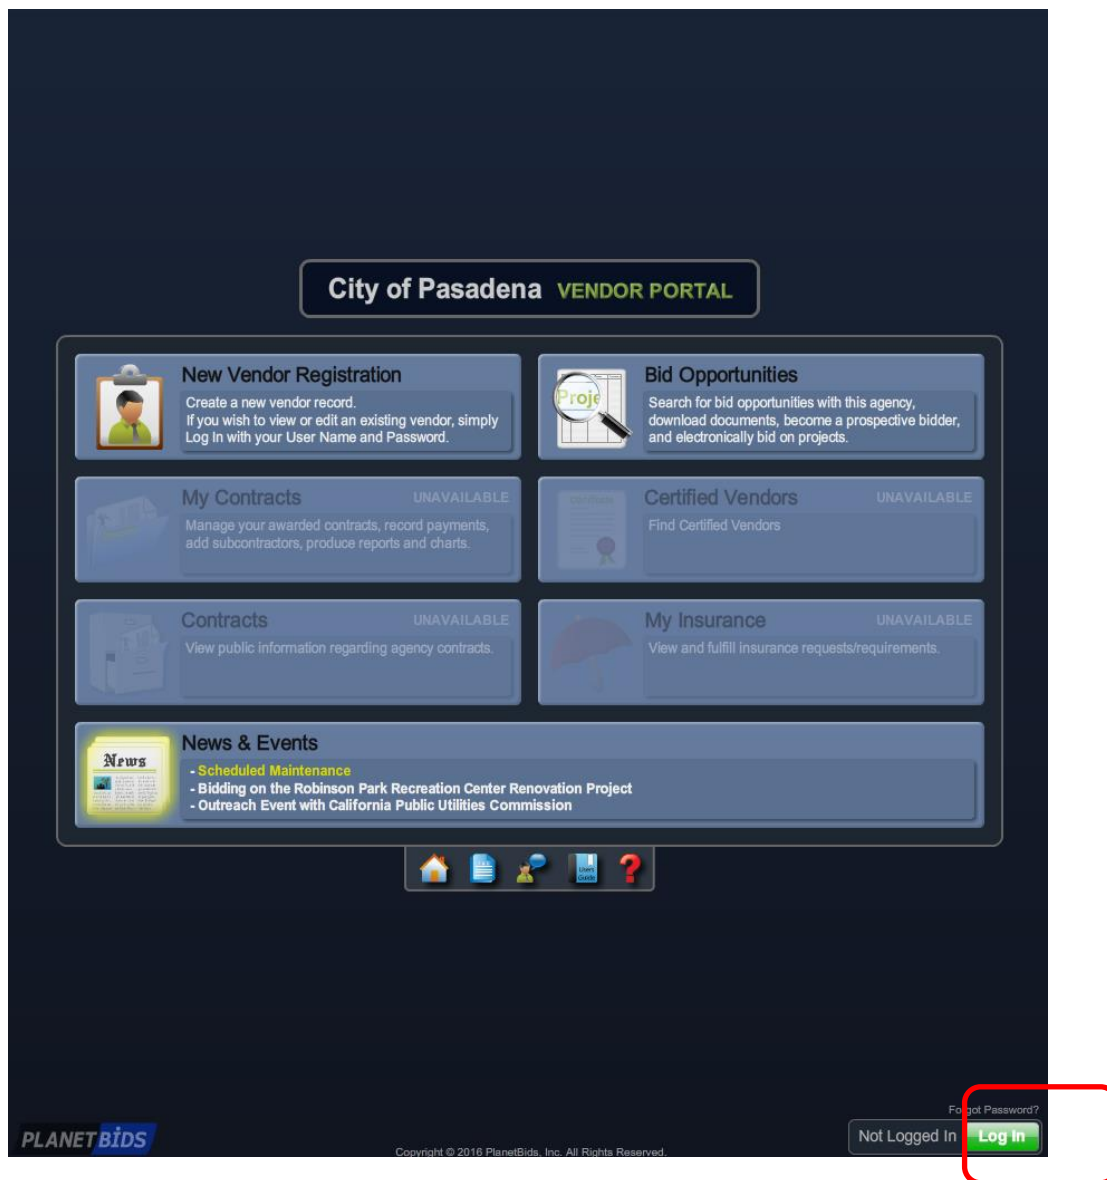 City of Pasadena VENDOR PORTAL
New Vendor Registration
Create a new vendor record.
If you wish to view or edit an existing vendor, simply
Log In with your User Name and Password.
Proje
Bid Opportunities
Search for bid opportunities with this agency,
download documents, become a prospective bidder,
and electronically bid on projects.
My Contracts UNAVAILABLE
Manage your awarded contracts, record payments,
add subcontractors, produce reports and charts.
Certified Vendors UNAVAILABLE
Find Certified Vendors
Contracts UNAVAILABLE
View public information regarding agency contracts.
My Insurance UNAVAILABLE
View and fulfill insurance requests/requirements.
News
News & Events
- Scheduled Maintenance
- Bidding on the Robinson Park Recreation Center Renovation Project
- Outreach Event with California Public Utilities Commission
Users
Guide
?
Forgot Password?
Not Logged In Log In
PLANETBIDS
Copyright © 2016 PlanetBids, Inc. All Rights Reserved.